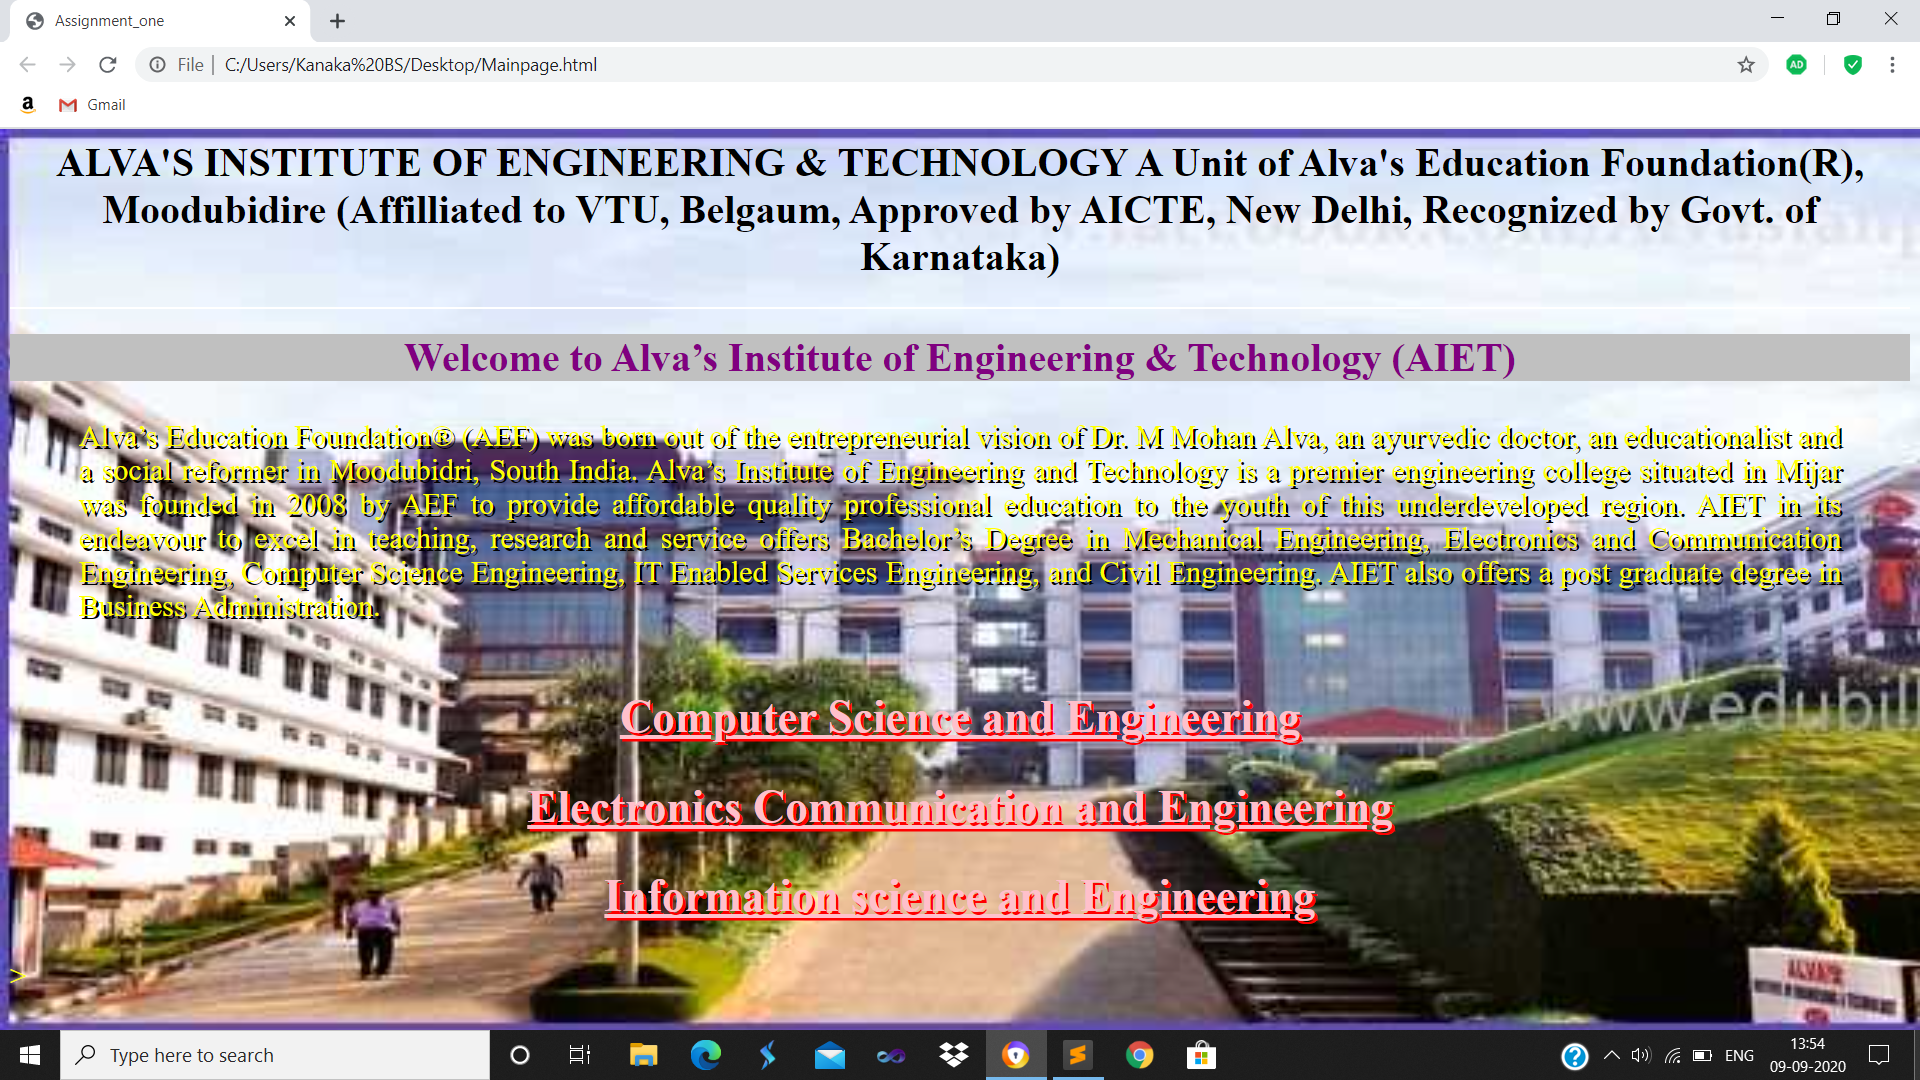 Assignment_one
File
C:/Users/Kanaka%20BS/Desktop/Mainpage.html
AD
Gmail
ALVA'S INSTITUTE OF ENGINEERING & TECHNOLOGY A Unit of Alva's Education Foundation(R),
Moodubidire (Affilliated to VTU, Belgaum, Approved by AICTE, New Delhi, Recognized by Govt. of
Karnataka)
Welcome to Alva’s Institute of Engineering & Technology (AIET)
Alva’s Education Foundation® (AEF) was born out of the entrepreneurial vision of Dr. M Mohan Alva, an ayurvedic doctor, an educationalist and
a social reformer in Moodubidri, South India. Alva’s Institute of Engineering and Technology is a premier engineering college situated in Mijar
was founded in 2008 by AEF to provide affordable quality professional education to the youth of this underdeveloped region. AIET in its
endeavour to excel in teaching, research and service offers Bachelor’s Degree in Mechanical Engineering, Electronics and Communication
Engineering, Computer Science Engineering, IT Enabled Services Engineering, and Civil Engineering. AIET also offers a post graduate degree in
Business Administration.
www.edubil
Computer Science and Engineering
Electronics Communication and Engineering
Information science and Engineering
>
ALVA'S
Type here to search
ENG
13:54
09-09-2020